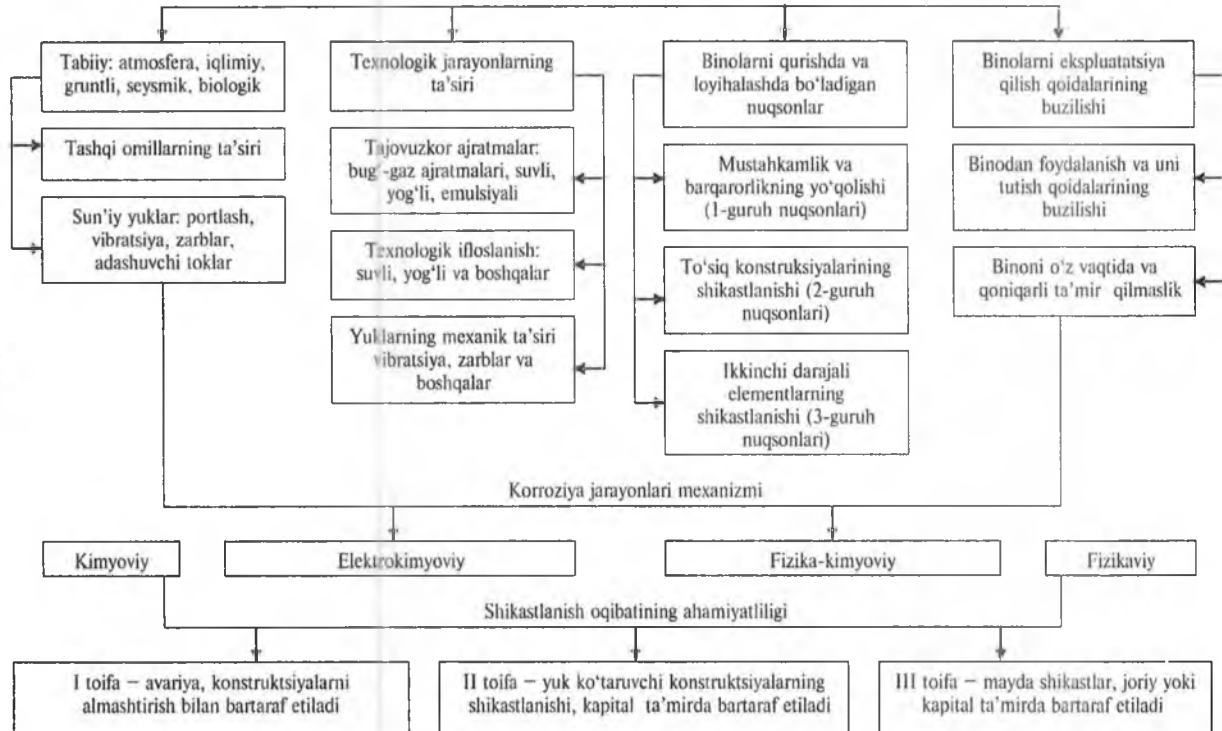 Tabiiy: atmosfera, iqlimiy,
gruntli, seysmik, biologik
Tashqi omillarning ta'siri
Sun'iy yuklar: portlash,
vibratsiya, zarblar,
adashuvchi toklar
Texnologik jarayonlarning
ta'siri
Tajovuzkor ajratmalar:
bug‘-gaz ajratmalari, suvli,
yog‘li, emulsiyali
Texnologik ifloslanish:
suvli, yog‘li va boshqalar
Yuklarning mexanik ta'siri
vibratsiya, zarblar va
boshqalar
Binolarni qurishda va
loyihalashda bo‘ladigan
nuqsonlar
Mustahkamlik va
barqarorlikning yo‘qolishi
(1-guruh nuqsonlari)
To‘siq konstruksiyalarining
shikastlanishi (2-guruh
nuqsonlari)
Ikkinchi darajali
elementlarning
shikastlanishi (3-guruh
nuqsonlari)
Binolarni ekspluatatsiya
qilish qoidalarining
buzilishi
Binodan foydalanish va uni
tutish qoidalarining
buzilishi
Binoni o‘z vaqtida va
qoniqarli ta'mir qilmaslik
Korroziya jarayonlari mexanizmi
Kimyoviy
Elektrokimyoviy
Fizika-kimyoviy
Fizikaviy
Shikastlanish oqibatining ahamiyatliligi
I toifa – avariya, konstruktsiyalarni
almashtirish bilan bartaraf etiladi
II toifa – yuk ko‘taruvchi konstruktsiyalarning
shikastlanishi, kapital ta'mirda bartaraf etiladi
III toifa – mayda shikastlar, joriy yoki
kapital ta'mirda bartaraf etiladi